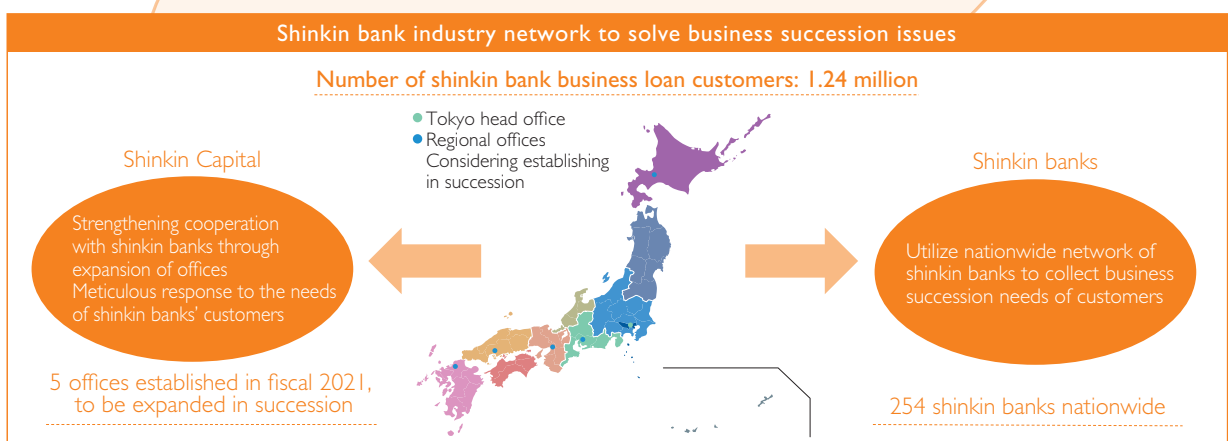 Shinkin bank industry network to solve business succession issues
Number of shinkin bank business loan customers: 1.24 million
Tokyo head office
Regional offices
Considering establishing
in succession
Shinkin Capital
Strengthening cooperation
with shinkin banks through
expansion of offices
Meticulous response to the needs
of shinkin banks' customers
5 offices established in fiscal 2021,
to be expanded in succession
Shinkin banks
Utilize nationwide network of
shinkin banks to collect business
succession needs of customers
254 shinkin banks nationwide